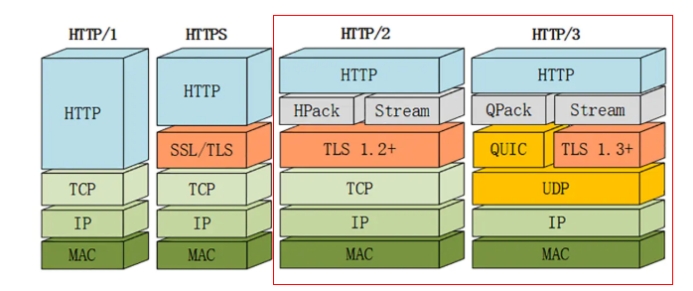 HTTP/1 HTTPS HTTP/2 HTTP/3
HTTP HTTP HTTP HTTP
HPack Stream QPack Stream
SSL/TLS TLS 1.2+ QUIC TLS 1.3+
TCP TCP TCP UDP
IP IP IP IP
MAC MAC MAC MAC